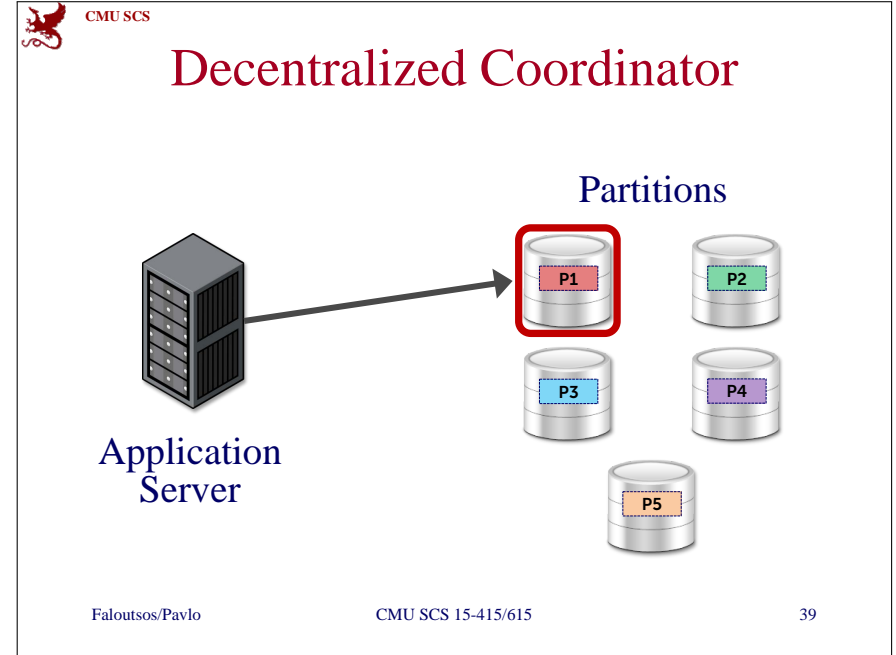 CMU SCS
Decentralized Coordinator
Partitions
P1
P2
P3
P4
P5
Application
Server
Faloutsos/Pavlo
CMU SCS 15-415/615
39